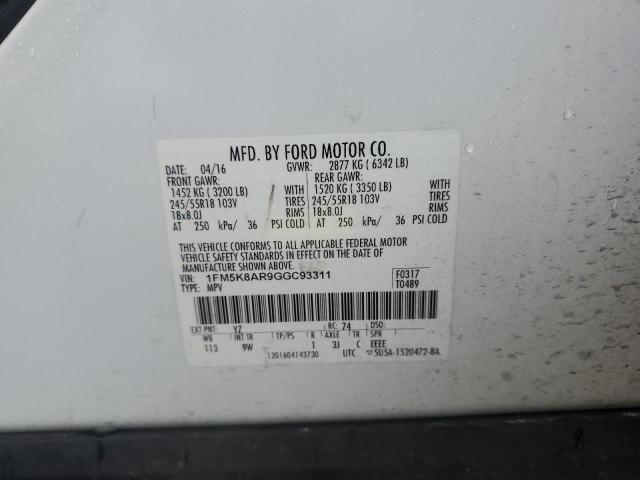 MFD. BY FORD MOTOR CO.
DATE: 04/16 GVWR: 2877 KG ( 6342 LB)
FRONT GAWR: REAR GAWR:
1452 KG ( 3200 LB) WITH 1520 KG ( 3350 LB) WITH
245/55R18 103V TIRES 245/55R18 103V TIRES
18x8.0J RIMS 18x8.0J RIMS
AT 250 kPa/ 36 PSI COLD AT 250 kPa/ 36 PSI COLD
THIS VEHICLE CONFORMS TO ALL APPLICABLE FEDERAL MOTOR
VEHICLE SAFETY STANDARDS IN EFFECT ON THE DATE OF
MANUFACTURE SHOWN ABOVE.
VIN: 1FM5K8AR9GGC93311 F0317
TYPE: MPV T0489
EXT PNT: YZ RC: 74 DSO:
WB INT TR TP/PS R AXLE TR
113 9W 1 3J C EEEE
1201604143730 UTC 5USA-1520472-BA